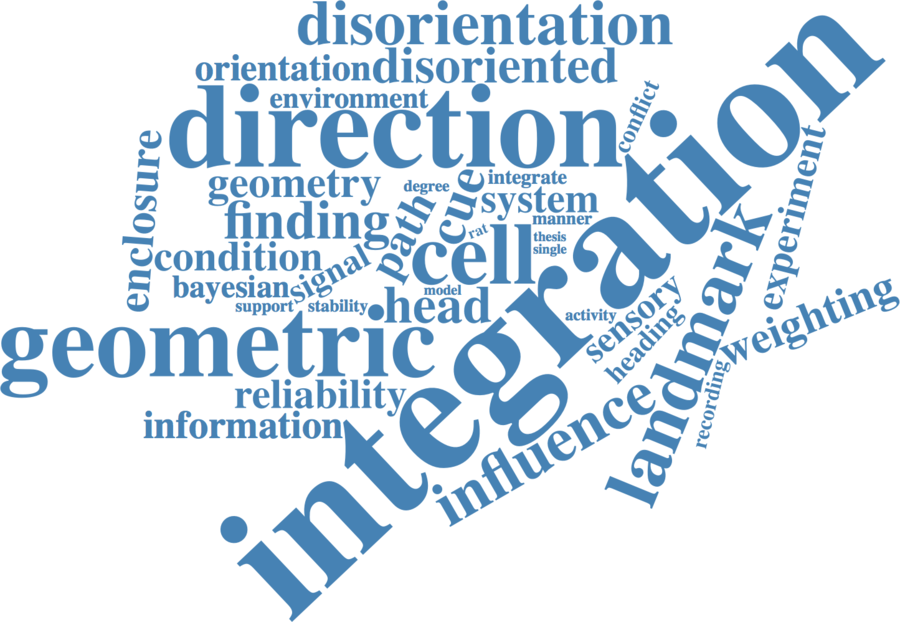 disorientation
orientation
disoriented
environment
direction
conflict
integration
enclosure
geometry
degree
integrate
cue
system
experiment
finding
path
manner
rat
cell
thesis
single
condition
signal
bayesian
landmark
support
stability
model
head
activity
sensory
weighting
geometric
heading
reliability
recording
information
influence